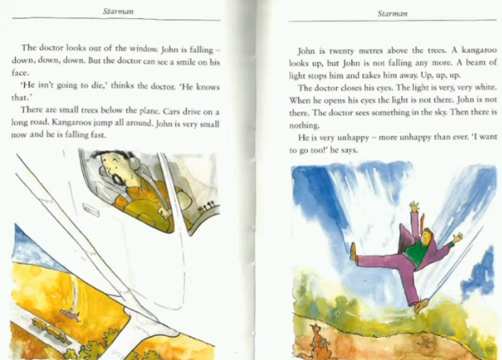 Starman
The doctor looks out of the window. John is falling –
down, down, down. But the doctor can see a smile on his
face.
'He isn't going to die,' thinks the doctor. 'He knows
that.'
There are small trees below the plane. Cars drive on a
long road. Kangaroos jump all around. John is very small
now and he is falling fast.
Starman
John is twenty metres above the trees. A kangaroo
looks up, but John is not falling any more. A beam of
light stops him and takes him away. Up, up, up.
The doctor closes his eyes. The light is very, very white.
When he opens his eyes the light is not there. John is not
there. The doctor sees something in the sky. Then there is
nothing.
He is very unhappy – more unhappy than ever. 'I want
to go too!' he says.